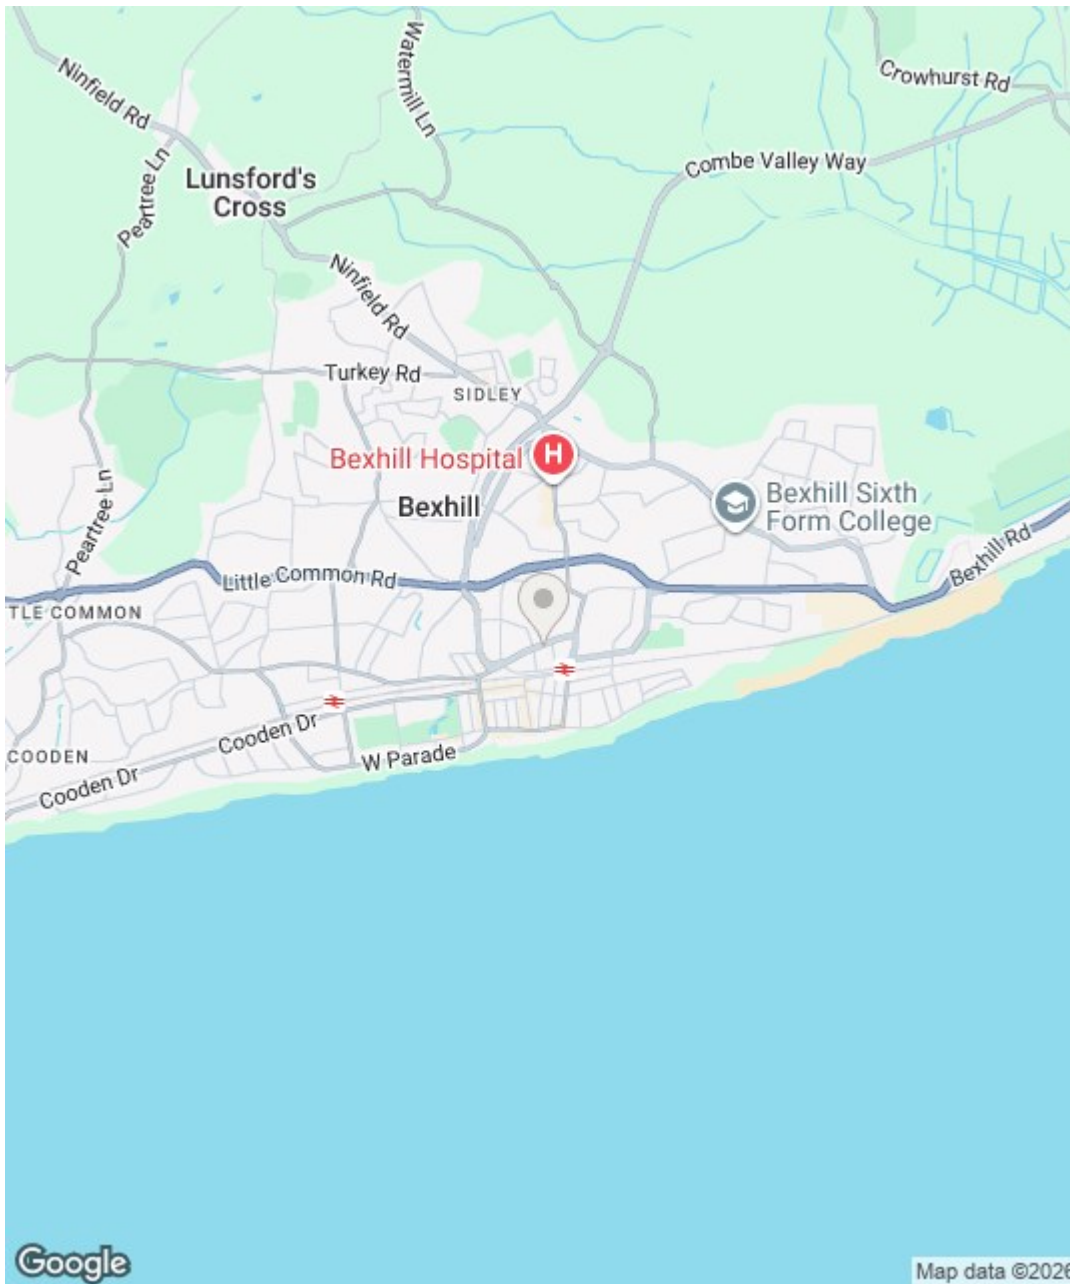 Ninfield Rd
Watermill Ln
Crowhurst Rd
Combe Valley Way
Peartree Ln
Lunsford's
Cross
Ninfield Rd
Turkey Rd
SIDLEY
Bexhill Hospital
H
Bexhill
Bexhill Sixth
Form College
Peartree Ln
Bexhill Rd
Little Common Rd
TLE COMMON
Cooden Dr
W Parade
COODEN
Cooden Dr
Google
Map data ©2026